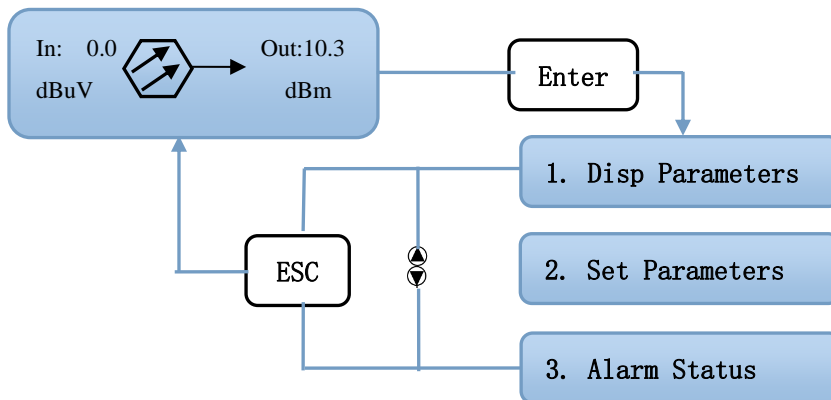 In: 0.0 Out:10.3
dBuV dBm
Enter
1. Disp Parameters
ESC
2. Set Parameters
3. Alarm Status